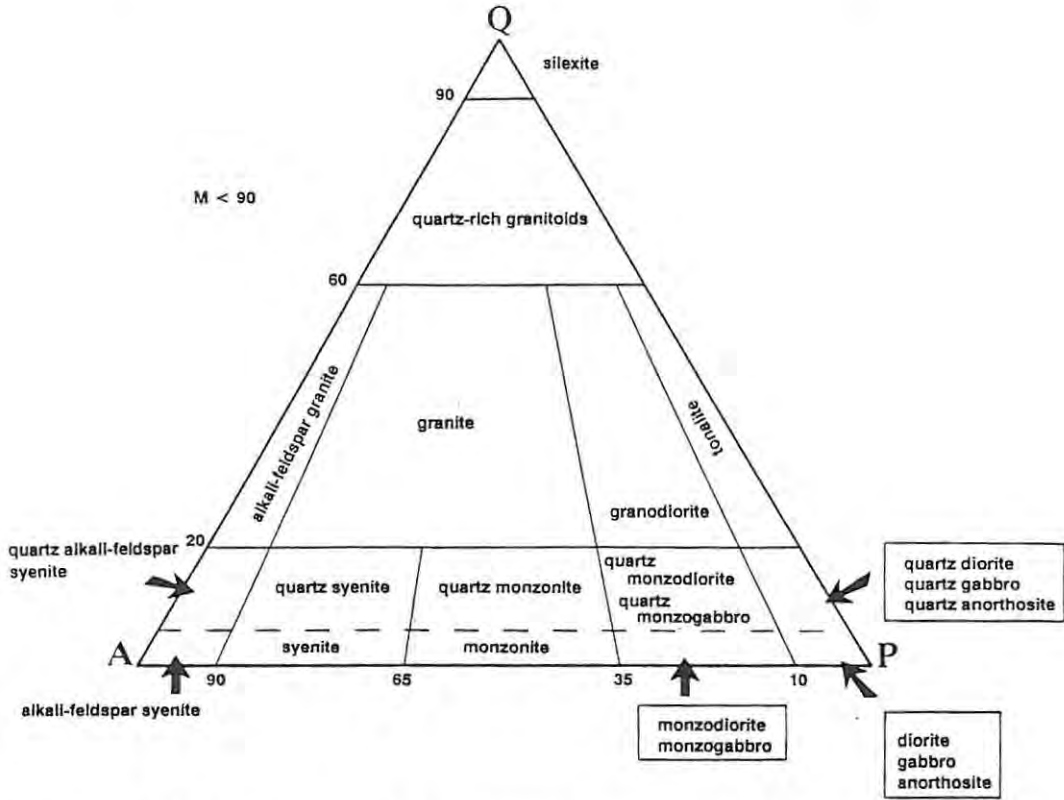 Q
silexite
90
M < 90
quartz-rich granitoids
60
alkali-feldspar granite
granite
tonalite
granodiorite
20
quartz alkali-feldspar
syenite
quartz syenite
quartz monzonite
quartz
monzodiorite
quartz
monzogabbro
quartz diorite
quartz gabbro
quartz anorthosite
A
syenite
monzonite
P
90
65
35
10
alkali-feldspar syenite
monzodiorite
monzogabbro
diorite
gabbro
anorthosite